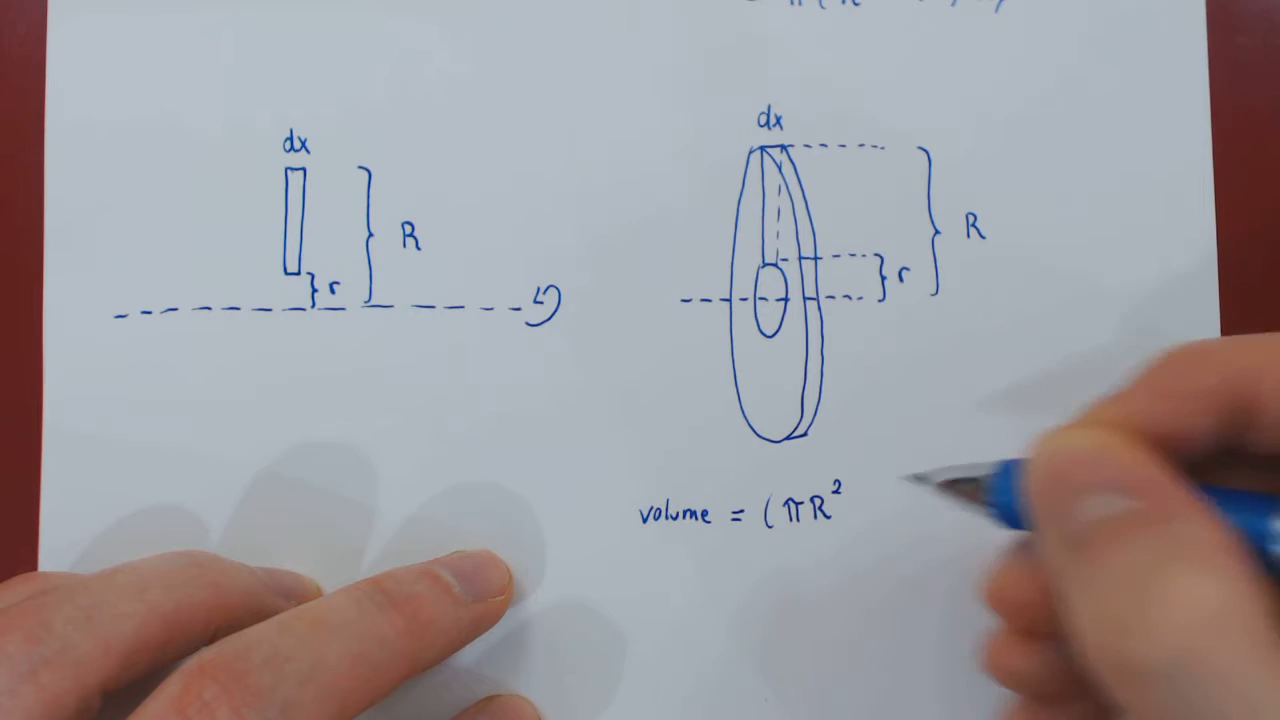 dx
R
r
dx
R
r
volume = (πR²